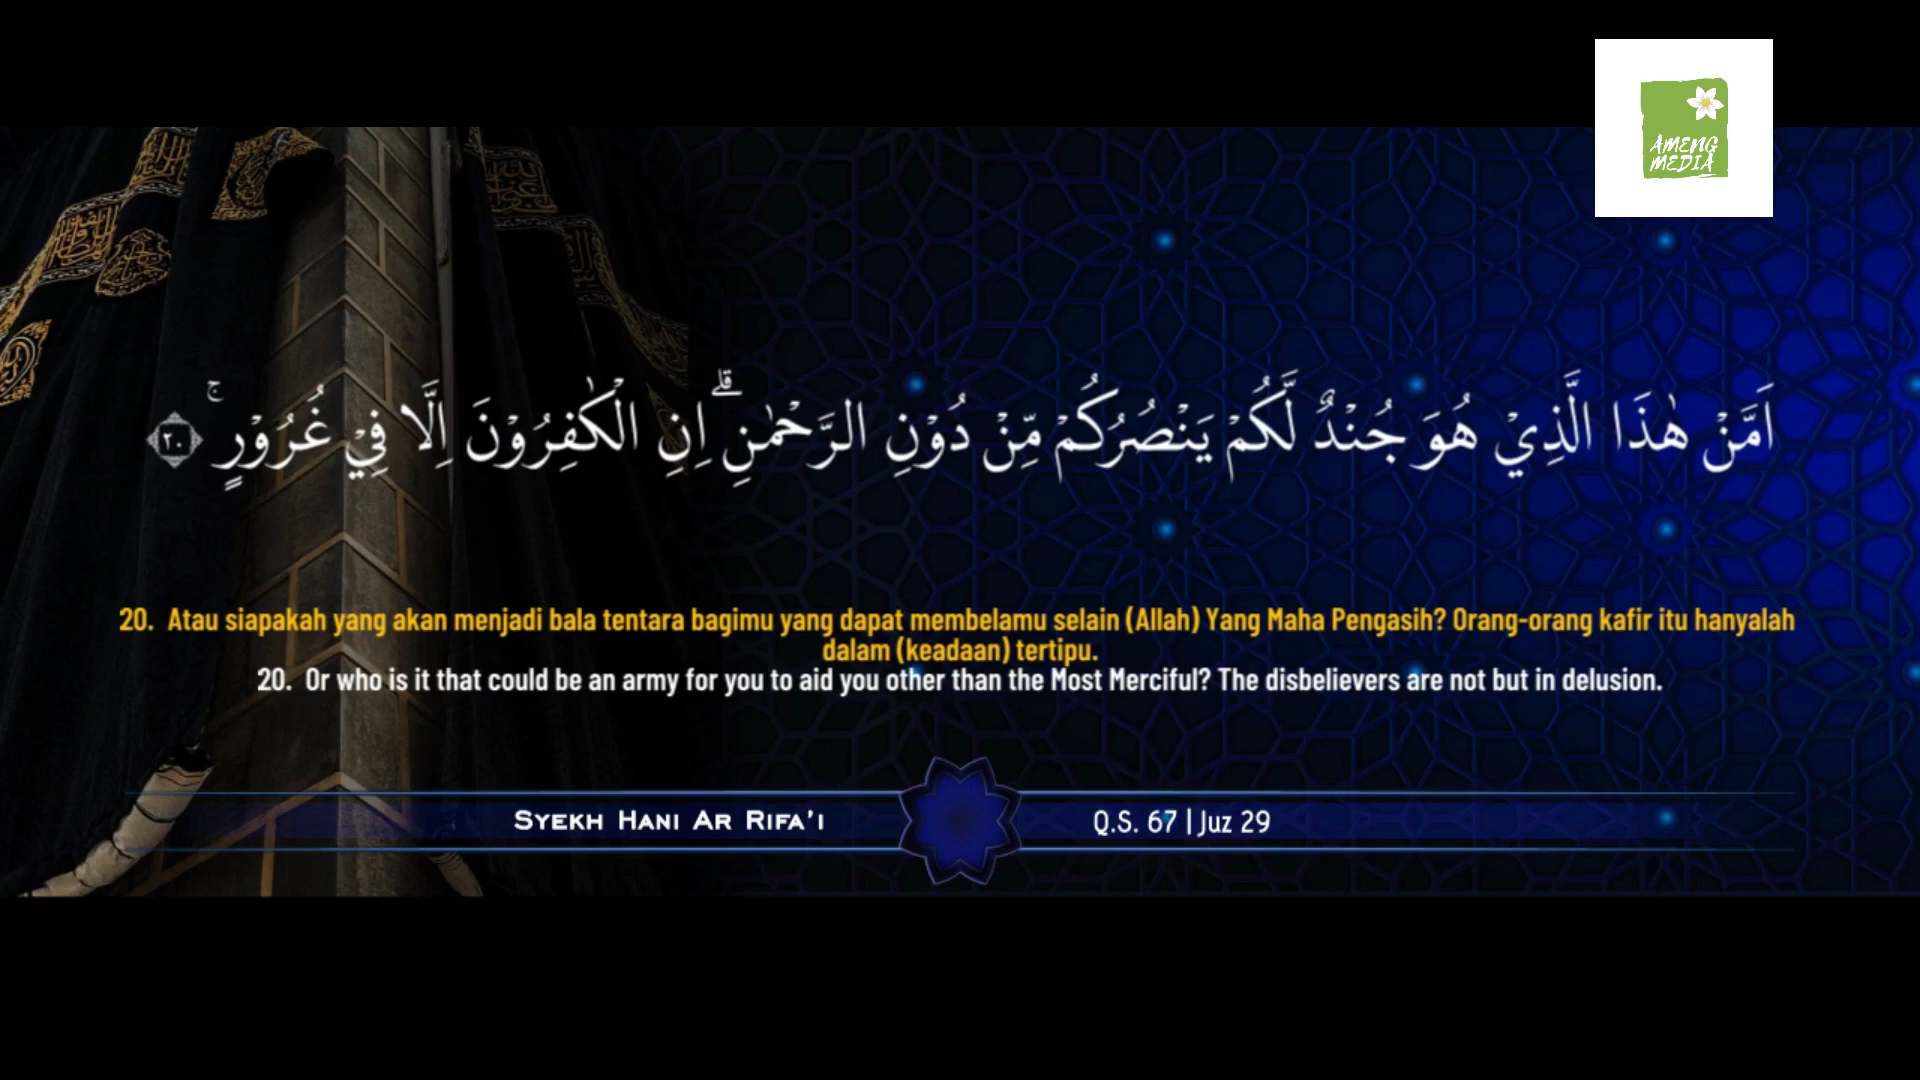 AMENG
MEDIA
اَمَّنْ هٰذَا الَّذِيْ هُوَ جُنْدٌ لَّكُمْ يَنْصُرُكُمْ مِّنْ دُوْنِ الرَّحْمٰنِۗ اِنِ الْكٰفِرُوْنَ اِلَّا فِيْ غُرُوْرٍۚ ٢٠
20. Atau siapakah yang akan menjadi bala tentara bagimu yang dapat membelamu selain (Allah) Yang Maha Pengasih? Orang-orang kafir itu hanyalah
dalam (keadaan) tertipu.
20. Or who is it that could be an army for you to aid you other than the Most Merciful? The disbelievers are not but in delusion.
Syekh Hani Ar Rifa'i
Q.S. 67 | Juz 29